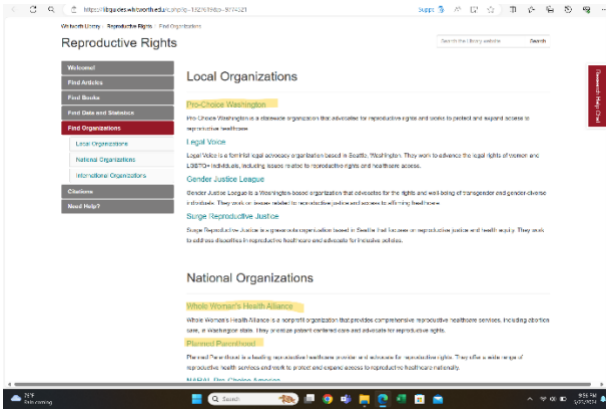 Whitworth Library Reproductive Rights Find Organizations
Reproductive Rights
Search the Library website Search
Welcome!
Find Articles
Find Books
Find Data and Statistics
Find Organizations
Local Organizations
National Organizations
International Organizations
Citations
Need Help?
Research Help Chat
Local Organizations
Pro-Choice Washington
Pro-Choice Washington is a statewide organization that advocates for reproductive rights and works to protect and expand access to
reproductive healthcare.
Legal Voice
Legal Voice is a feminist legal advocacy organization based in Seattle, Washington. They work to advance the legal rights of women and
LGBTQ+ individuals, including issues related to reproductive rights and healthcare access.
Gender Justice League
Gender Justice League is a Washington-based organization that advocates for the rights and well-being of transgender and gender diverse
individuals. They work on issues related to reproductive justice and access to affirming healthcare.
Surge Reproductive Justice
Surge Reproductive Justice is a grassroots organization based in Seattle that focuses on reproductive justice and health equity. They work
to address disparities in reproductive healthcare and advocate for inclusive policies.
National Organizations
Whole Woman's Health Alliance
Whole Woman's Health Alliance is a nonprofit organization that provides comprehensive reproductive healthcare services, including abortion
care, in Washington state. They promote patient-centered care and advocate for reproductive rights.
Planned Parenthood
Planned Parenthood is a leading reproductive healthcare provider and advocate for reproductive rights. They offer a wide range of
reproductive health services and work to protect and expand access to reproductive healthcare nationally.
NARAL Pro-Choice America
Rain coming
Search